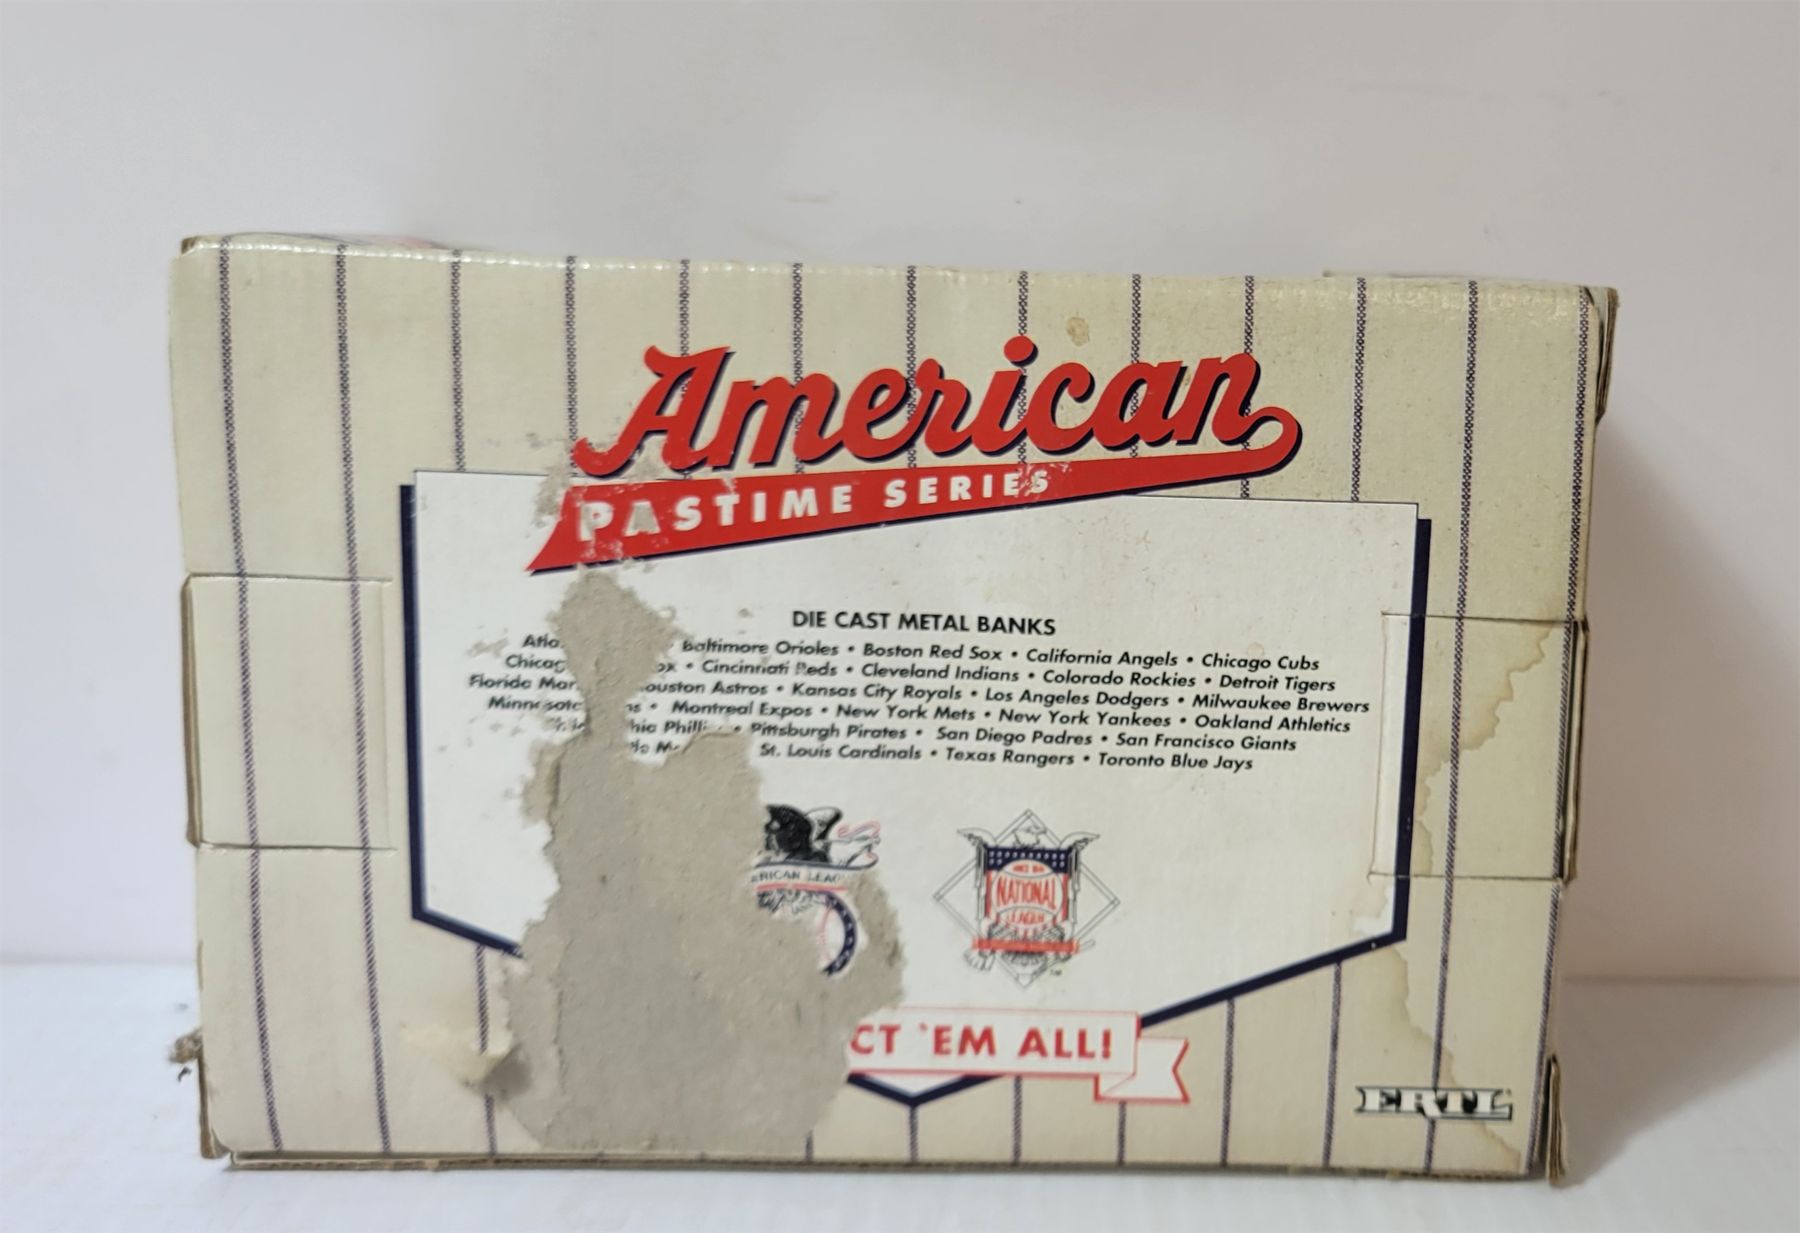 American
PASTIME SERIES
DIE CAST METAL BANKS
Baltimore Orioles • Boston Red Sox • California Angels • Chicago Cubs
• Cincinnati Reds • Cleveland Indians • Colorado Rockies • Detroit Tigers
Astros • Kansas City Royals • Los Angeles Dodgers • Milwaukee Brewers
• Montreal Expos • New York Mets • New York Yankees • Oakland Athletics
• Pittsburgh Pirates • San Diego Padres • San Francisco Giants
St. Louis Cardinals • Texas Rangers • Toronto Blue Jays
NATIONAL
LEAGUE
CT 'EM ALL!
ERTL